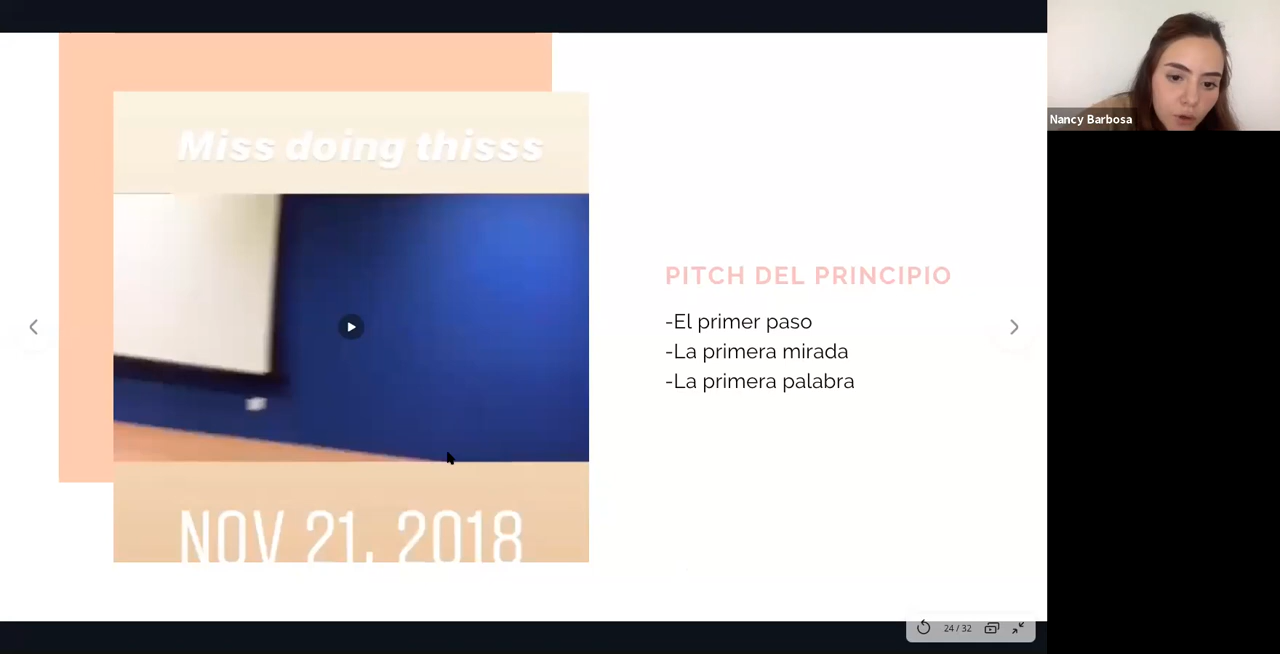 Miss doing thisss
NOV 21, 2018
PITCH DEL PRINCIPIO
-El primer paso
-La primera mirada
-La primera palabra
Nancy Barbosa
24 / 32